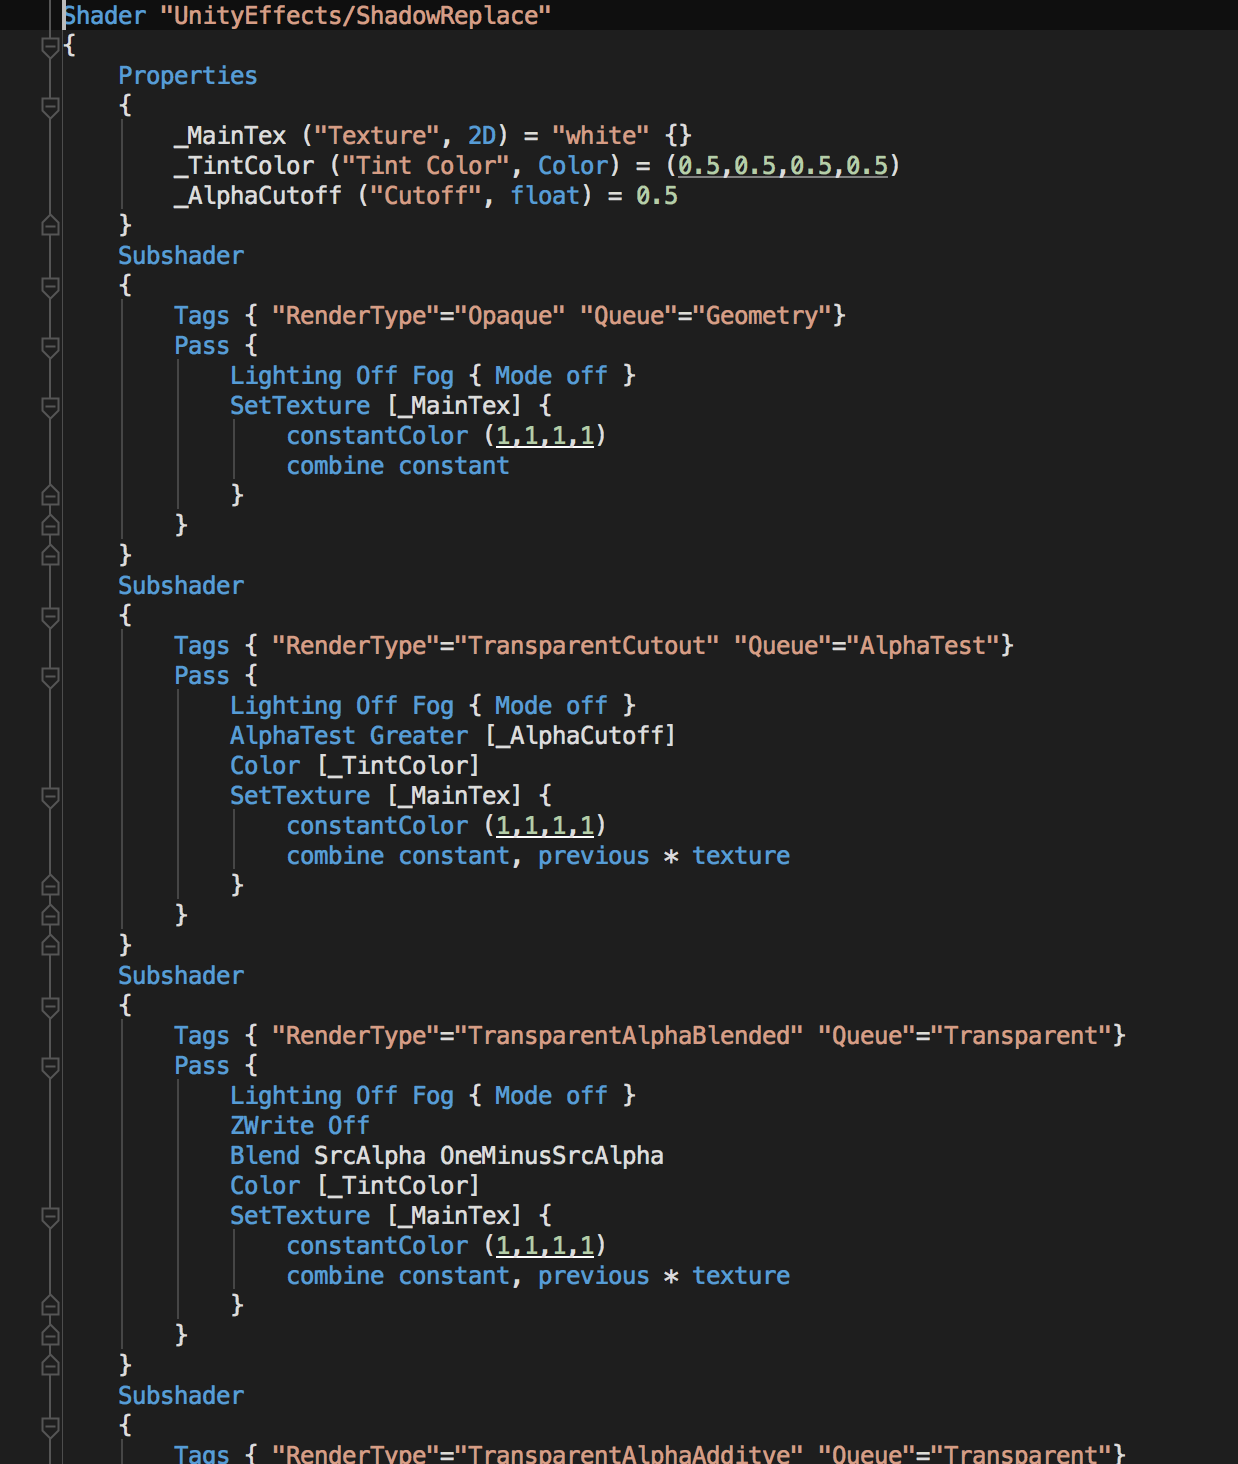 Shader "UnityEffects/ShadowReplace"
{
    Properties
    {
        _MainTex ("Texture", 2D) = "white" {}
        _TintColor ("Tint Color", Color) = (0.5,0.5,0.5,0.5)
        _AlphaCutoff ("Cutoff", float) = 0.5
    }
    Subshader
    {
        Tags { "RenderType"="Opaque" "Queue"="Geometry"}
        Pass {
            Lighting Off Fog { Mode off }
            SetTexture [_MainTex] {
                constantColor (1,1,1,1)
                combine constant
            }
        }
    }
    Subshader
    {
        Tags { "RenderType"="TransparentCutout" "Queue"="AlphaTest"}
        Pass {
            Lighting Off Fog { Mode off }
            AlphaTest Greater [_AlphaCutoff]
            Color [_TintColor]
            SetTexture [_MainTex] {
                constantColor (1,1,1,1)
                combine constant, previous * texture
            }
        }
    }
    Subshader
    {
        Tags { "RenderType"="TransparentAlphaBlended" "Queue"="Transparent"}
        Pass {
            Lighting Off Fog { Mode off }
            ZWrite Off
            Blend SrcAlpha OneMinusSrcAlpha
            Color [_TintColor]
            SetTexture [_MainTex] {
                constantColor (1,1,1,1)
                combine constant, previous * texture
            }
        }
    }
    Subshader
    {
        Tags { "RenderType"="TransparentAlphaAdditve" "Queue"="Transparent"}